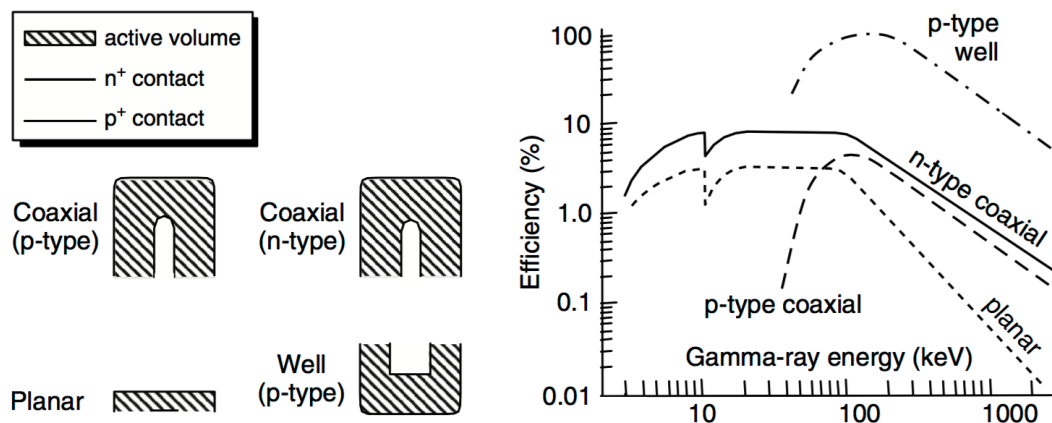 active volume
n+ contact
p+ contact
Coaxial
(p-type)
Coaxial
(n-type)
Planar
Well
(p-type)
Efficiency (%)
100
10
1.0
0.1
0.01
p-type
well
n-type coaxial
p-type coaxial
planar
Gamma-ray energy (keV)
10
100
1000